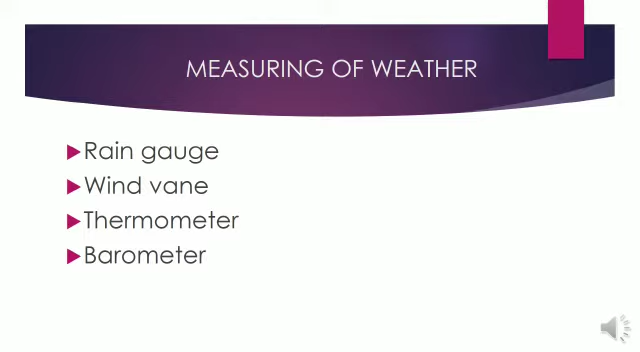 MEASURING OF WEATHER
Rain gauge
Wind vane
Thermometer
Barometer